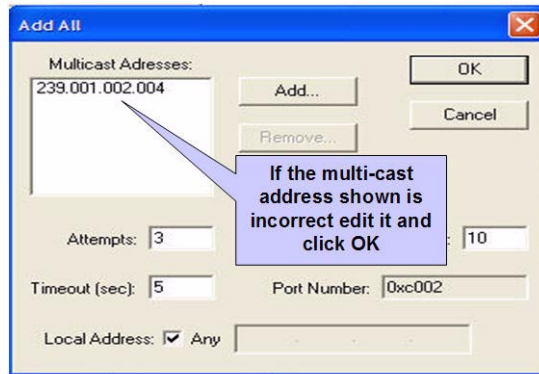 Add All
Multicast Adresses:
239.001.002.004
Add...
Remove...
OK
Cancel
If the multi-cast
address shown is
incorrect edit it and
click OK
Attempts: 3
: 10
Timeout (sec): 5
Port Number: 0xc002
Local Address: Any